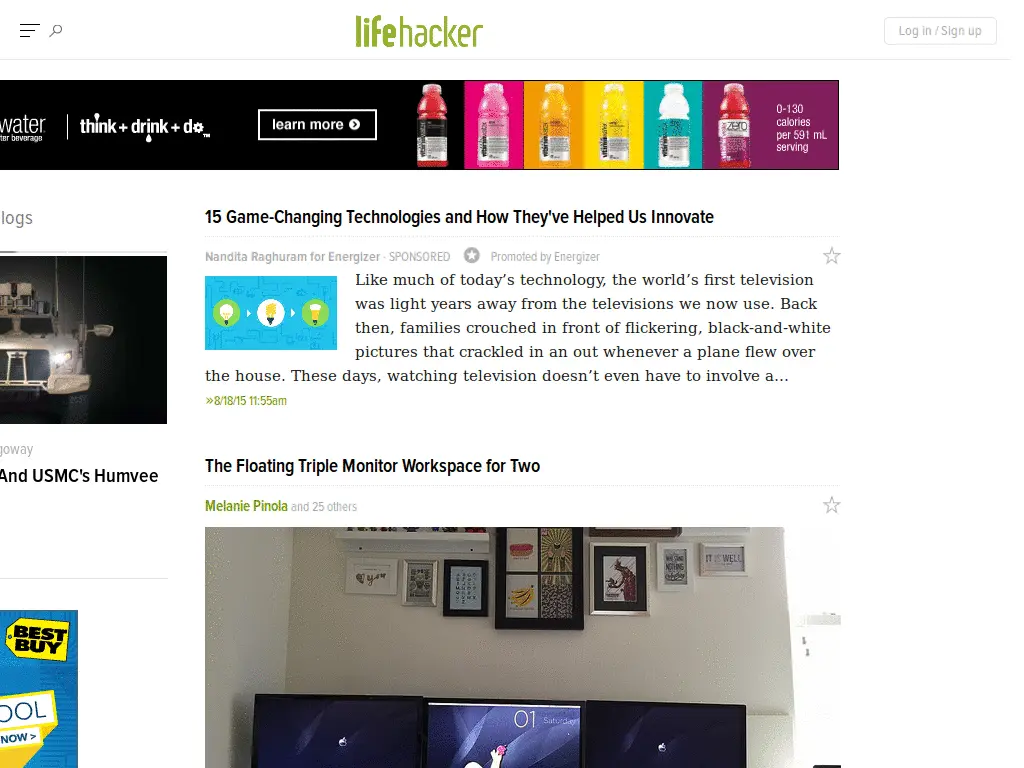 lifehacker
Log in / Sign up
water
think + drink + do
learn more
zero
0-130
calories
per 591 mL
serving
logs
goway
And USMC's Humvee
BEST
BUY
OOL
NOW >
15 Game-Changing Technologies and How They've Helped Us Innovate
Nandita Raghuram for Energizer · SPONSORED Promoted by Energizer
Like much of today’s technology, the world’s first television
was light years away from the televisions we now use. Back
then, families crouched in front of flickering, black-and-white
pictures that crackled in an out whenever a plane flew over
the house. These days, watching television doesn’t even have to involve a...
»8/18/15 11:55am
The Floating Triple Monitor Workspace for Two
Melanie Pinola and 25 others
you
IT IS WELL
01 Saturday